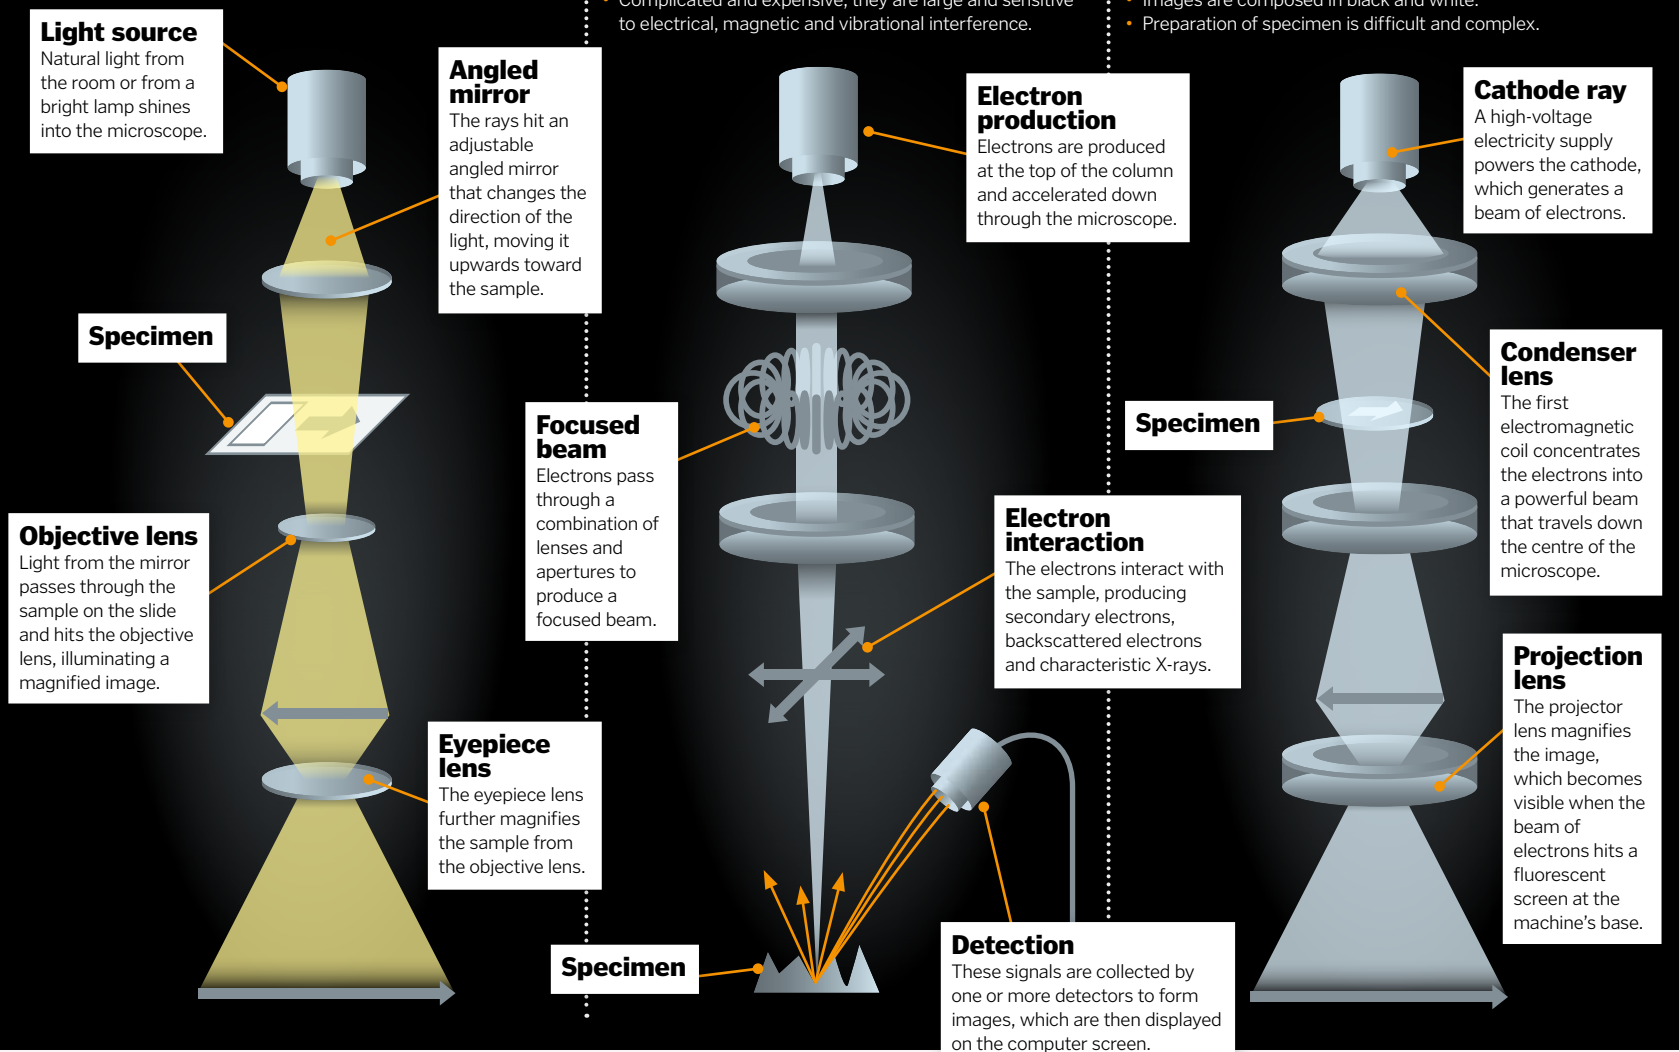 • Complicated and expensive, they are large and sensitive
to electrical, magnetic and vibrational interference.
• Images are composed in black and white.
• Preparation of specimen is difficult and complex.
Light source
Natural light from
the room or from a
bright lamp shines
into the microscope.
Angled
mirror
The rays hit an
adjustable
angled mirror
that changes the
direction of the
light, moving it
upwards toward
the sample.
Specimen
Objective lens
Light from the mirror
passes through the
sample on the slide
and hits the objective
lens, illuminating a
magnified image.
Eyepiece
lens
The eyepiece lens
further magnifies
the sample from
the objective lens.
Electron
production
Electrons are produced
at the top of the column
and accelerated down
through the microscope.
Focused
beam
Electrons pass
through a
combination of
lenses and
apertures to
produce a
focused beam.
Electron
interaction
The electrons interact with
the sample, producing
secondary electrons,
backscattered electrons
and characteristic X-rays.
Specimen
Detection
These signals are collected by
one or more detectors to form
images, which are then displayed
on the computer screen.
Cathode ray
A high-voltage
electricity supply
powers the cathode,
which generates a
beam of electrons.
Condenser
lens
The first
electromagnetic
coil concentrates
the electrons into
a powerful beam
that travels down
the centre of the
microscope.
Specimen
Projection
lens
The projector
lens magnifies
the image,
which becomes
visible when the
beam of
electrons hits a
fluorescent
screen at the
machine's base.